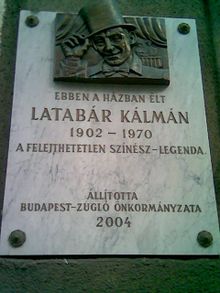 EBBEN A HÁZBAN ÉLT
LATABÁR KÁLMÁN
1902 – 1970
A FELEJTHETETLEN SZÍNÉSZ – LEGENDA.
ÁLLÍTOTTA
BUDAPEST-ZUGLÓ ÖNKORMÁNYZATA
2004